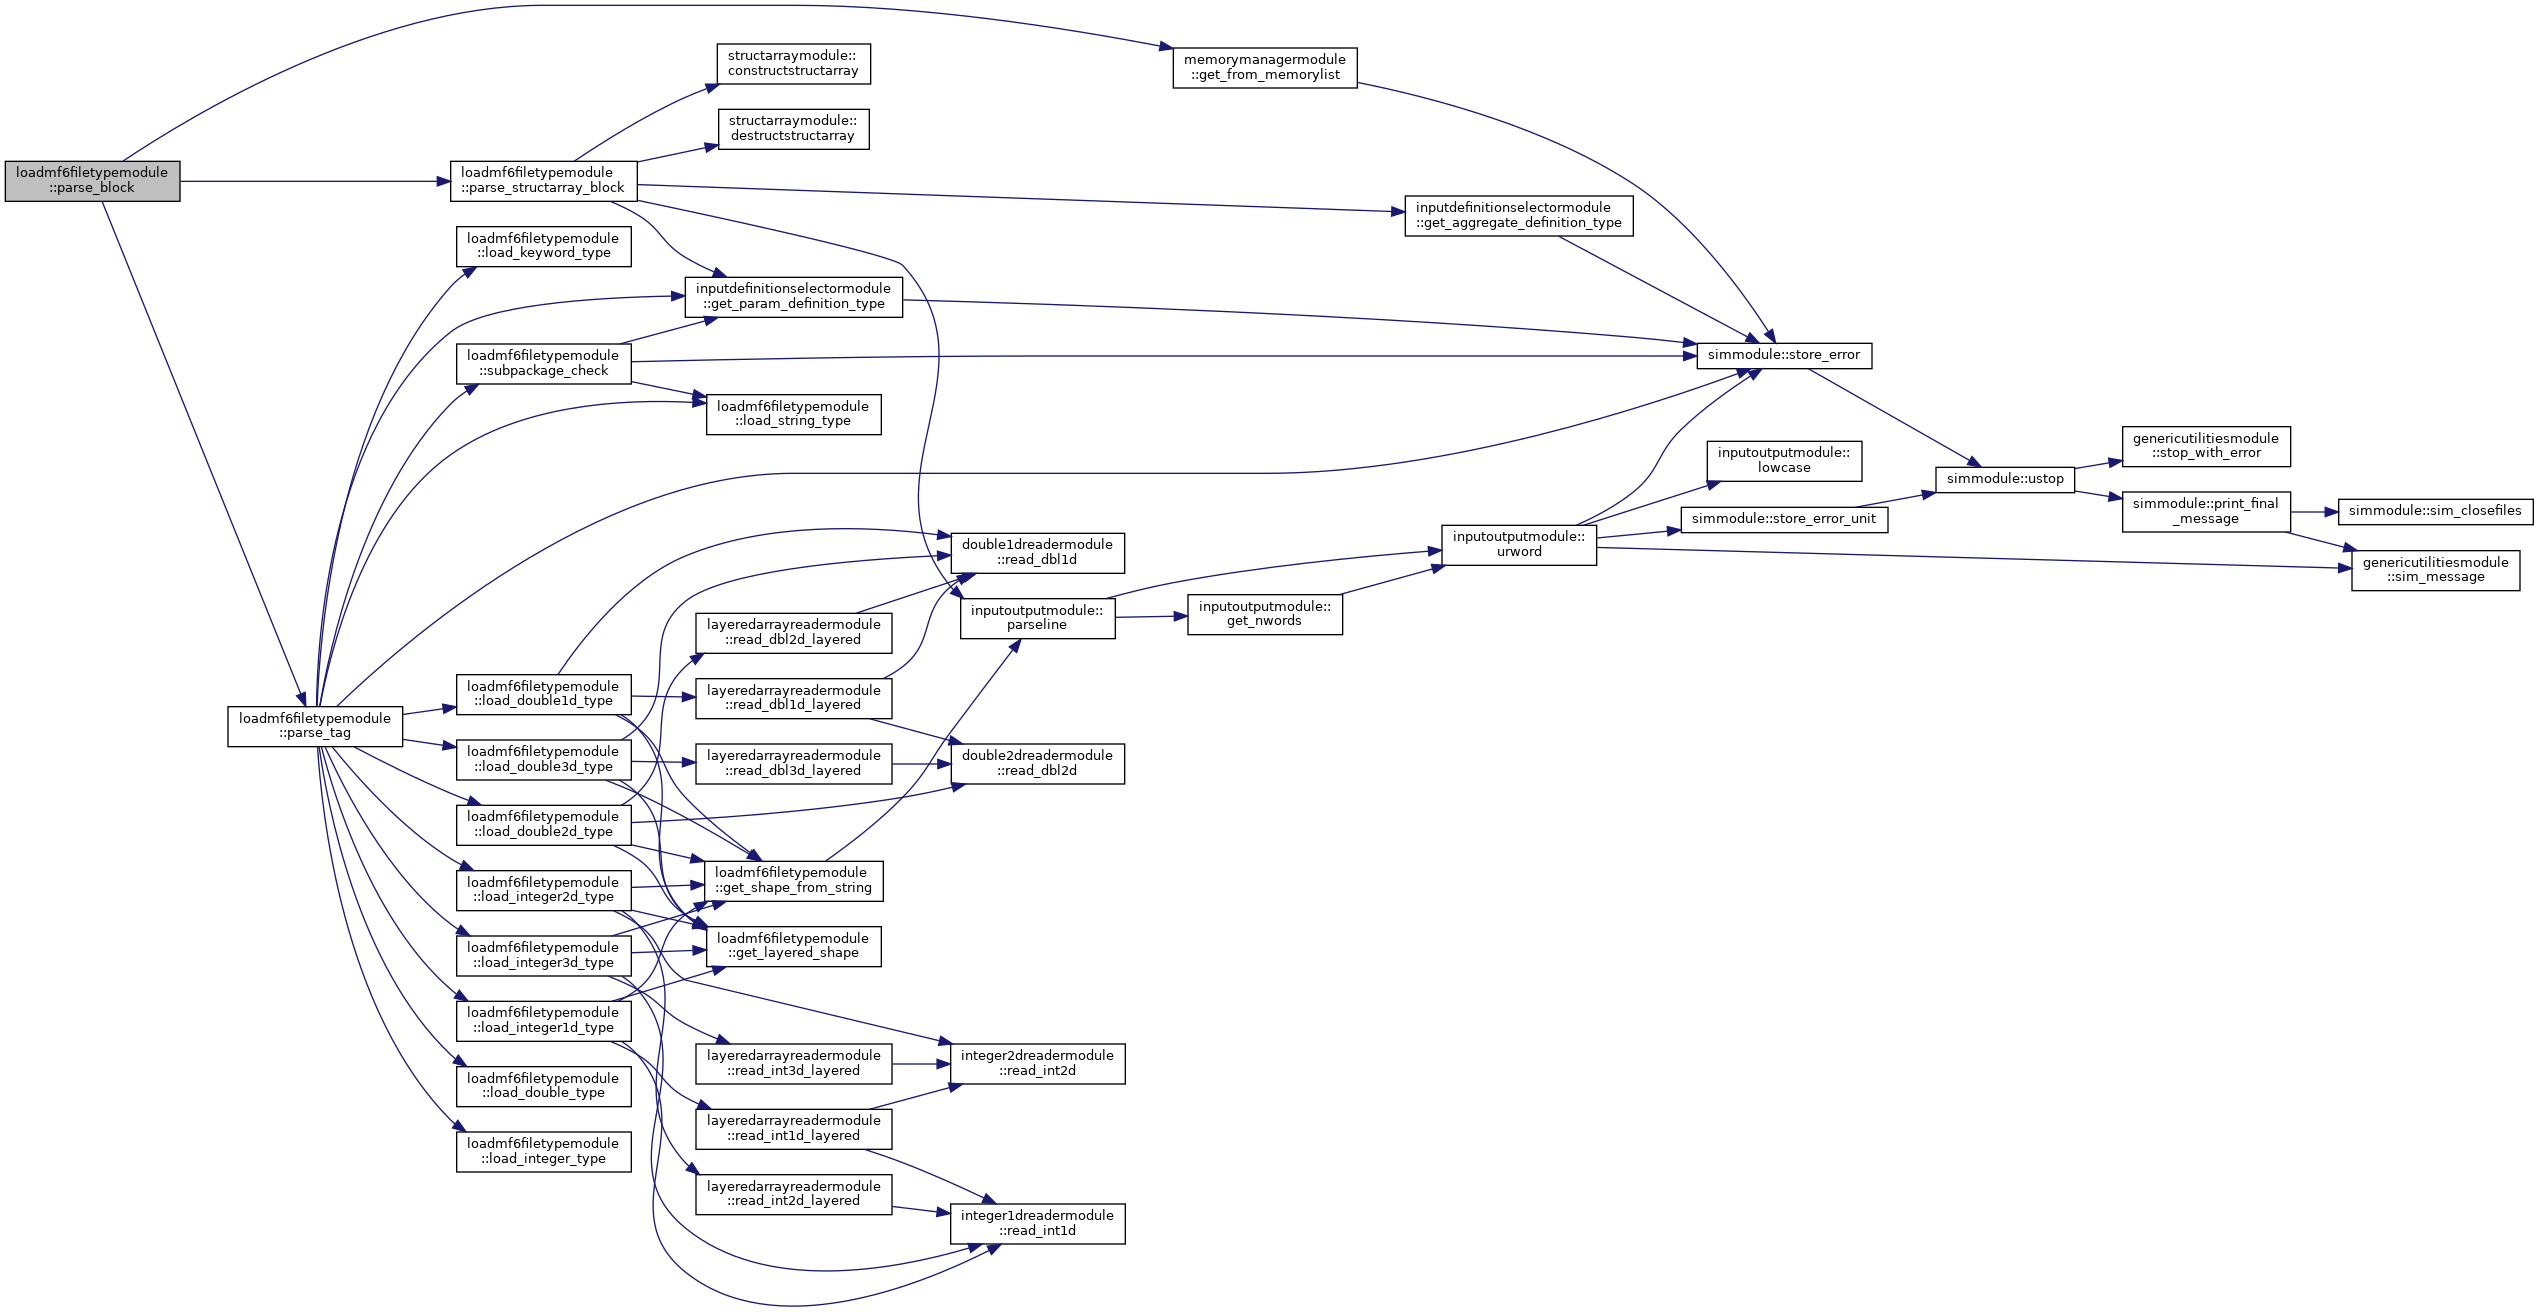 loadmf6filetypemodule
::parse_block
memorymanagermodule
::get_from_memorylist
structarraymodule::
constructstructarray
structarraymodule::
destructstructarray
loadmf6filetypemodule
::parse_structarray_block
inputdefinitionselectormodule
::get_aggregate_definition_type
loadmf6filetypemodule
::load_keyword_type
inputdefinitionselectormodule
::get_param_definition_type
loadmf6filetypemodule
::subpackage_check
simmodule::store_error
loadmf6filetypemodule
::load_string_type
inputoutputmodule::
lowcase
genericutilitiesmodule
::stop_with_error
simmodule::ustop
simmodule::print_final
_message
simmodule::sim_closefiles
simmodule::store_error_unit
inputoutputmodule::
urword
genericutilitiesmodule
::sim_message
double1dreadermodule
::read_dbl1d
inputoutputmodule::
parseline
inputoutputmodule::
get_nwords
layeredarrayreadermodule
::read_dbl2d_layered
loadmf6filetypemodule
::load_double1d_type
layeredarrayreadermodule
::read_dbl1d_layered
loadmf6filetypemodule
::parse_tag
loadmf6filetypemodule
::load_double3d_type
layeredarrayreadermodule
::read_dbl3d_layered
double2dreadermodule
::read_dbl2d
loadmf6filetypemodule
::load_double2d_type
loadmf6filetypemodule
::get_shape_from_string
loadmf6filetypemodule
::load_integer2d_type
loadmf6filetypemodule
::get_layered_shape
loadmf6filetypemodule
::load_integer3d_type
loadmf6filetypemodule
::load_integer1d_type
layeredarrayreadermodule
::read_int3d_layered
integer2dreadermodule
::read_int2d
loadmf6filetypemodule
::load_double_type
layeredarrayreadermodule
::read_int1d_layered
loadmf6filetypemodule
::load_integer_type
layeredarrayreadermodule
::read_int2d_layered
integer1dreadermodule
::read_int1d